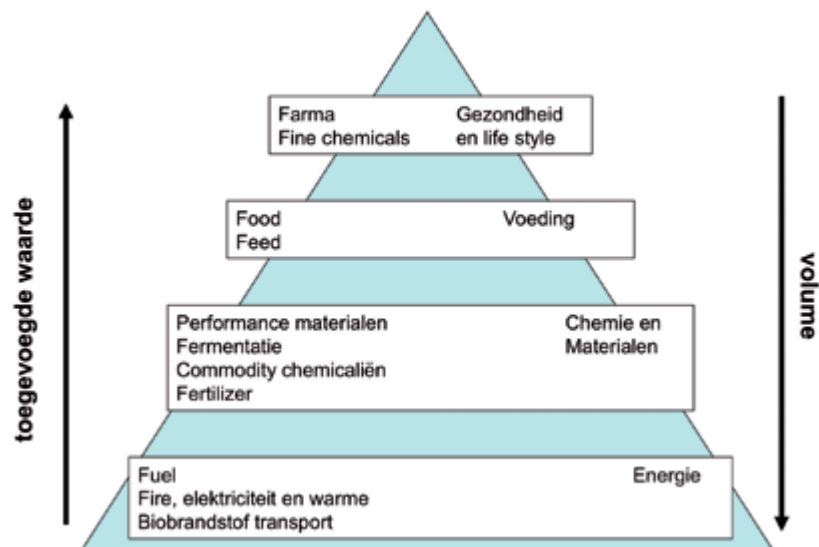 Farma Gezondheid
Fine chemicals en life style
Food Voeding
Feed
Performance materialen Chemie en
Fermentatie Materialen
Commodity chemicaliën
Fertilizer
Fuel Energie
Fire, elektriciteit en warme
Biobrandstof transport
toegevoegde waarde
volume